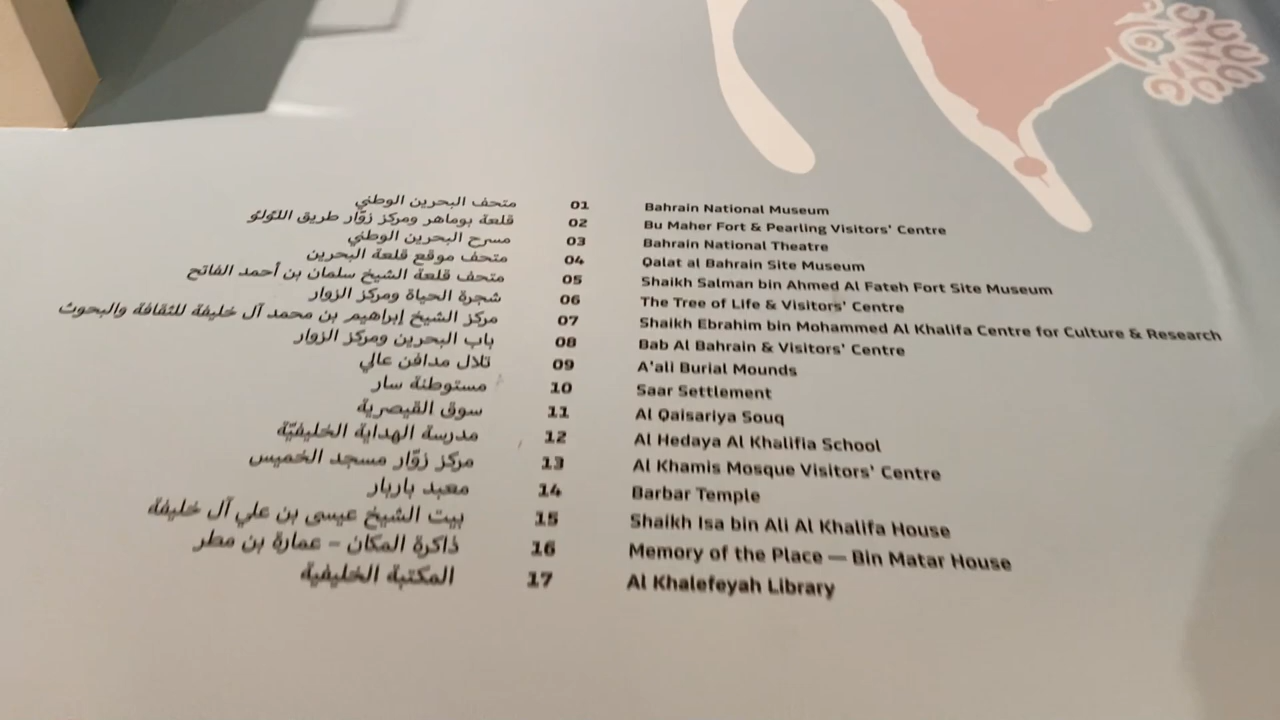 متحف البحرين الوطني 01 Bahrain National Museum
قلعة بوماهر ومركز زوّار طريق اللؤلؤ 02 Bu Maher Fort & Pearling Visitors' Centre
مسرح البحرين الوطني 03 Bahrain National Theatre
متحف موقع قلعة البحرين 04 Qalat al Bahrain Site Museum
متحف قلعة الشيخ سلمان بن أحمد الفاتح 05 Shaikh Salman bin Ahmed Al Fateh Fort Site Museum
شجرة الحياة ومركز الزوار 06 The Tree of Life & Visitors' Centre
مركز الشيخ إبراهيم بن محمد آل خليفة للثقافة والبحوث 07 Shaikh Ebrahim bin Mohammed Al Khalifa Centre for Culture & Research
باب البحرين ومركز الزوار 08 Bab Al Bahrain & Visitors' Centre
تلال مدافن عالي 09 A'ali Burial Mounds
مستوطنة سار 10 Saar Settlement
سوق القيصرية 11 Al Qaisariya Souq
مدرسة الهداية الخليفيّة 12 Al Hedaya Al Khalifia School
مركز زوّار مسجد الخميس 13 Al Khamis Mosque Visitors' Centre
معبد باربار 14 Barbar Temple
بيت الشيخ عيسى بن علي آل خليفة 15 Shaikh Isa bin Ali Al Khalifa House
ذاكرة المكان – عمارة بن مطر 16 Memory of the Place — Bin Matar House
المكتبة الخليفية 17 Al Khalefeyah Library